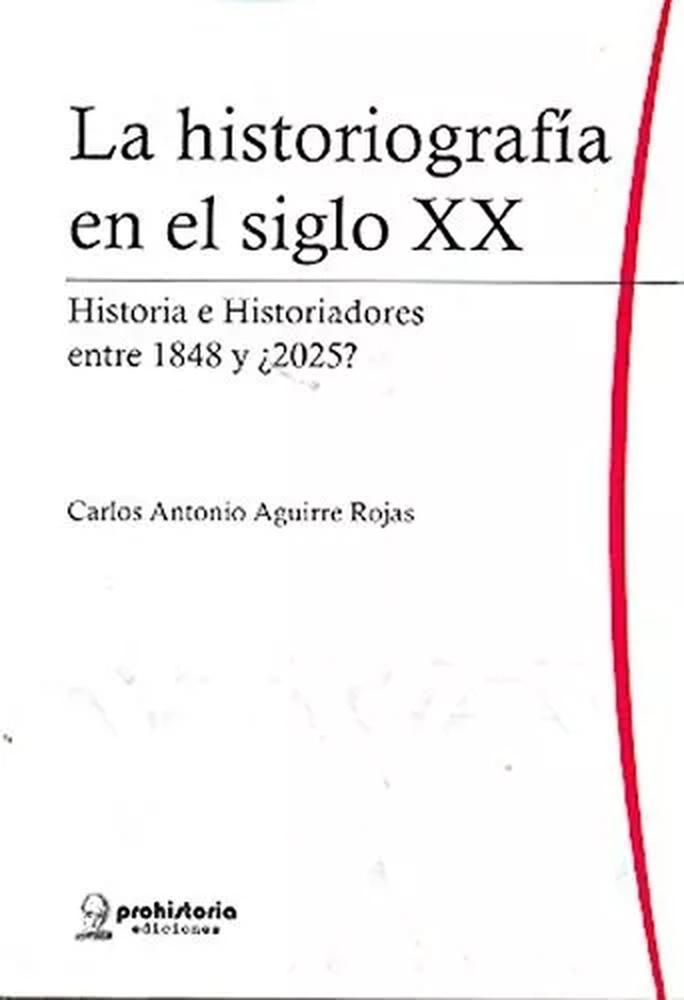 La historiografía
en el siglo XX
Historia e Historiadores
entre 1848 y ¿2025?
Carlos Antonio Aguirre Rojas
prohistoria
ediciones